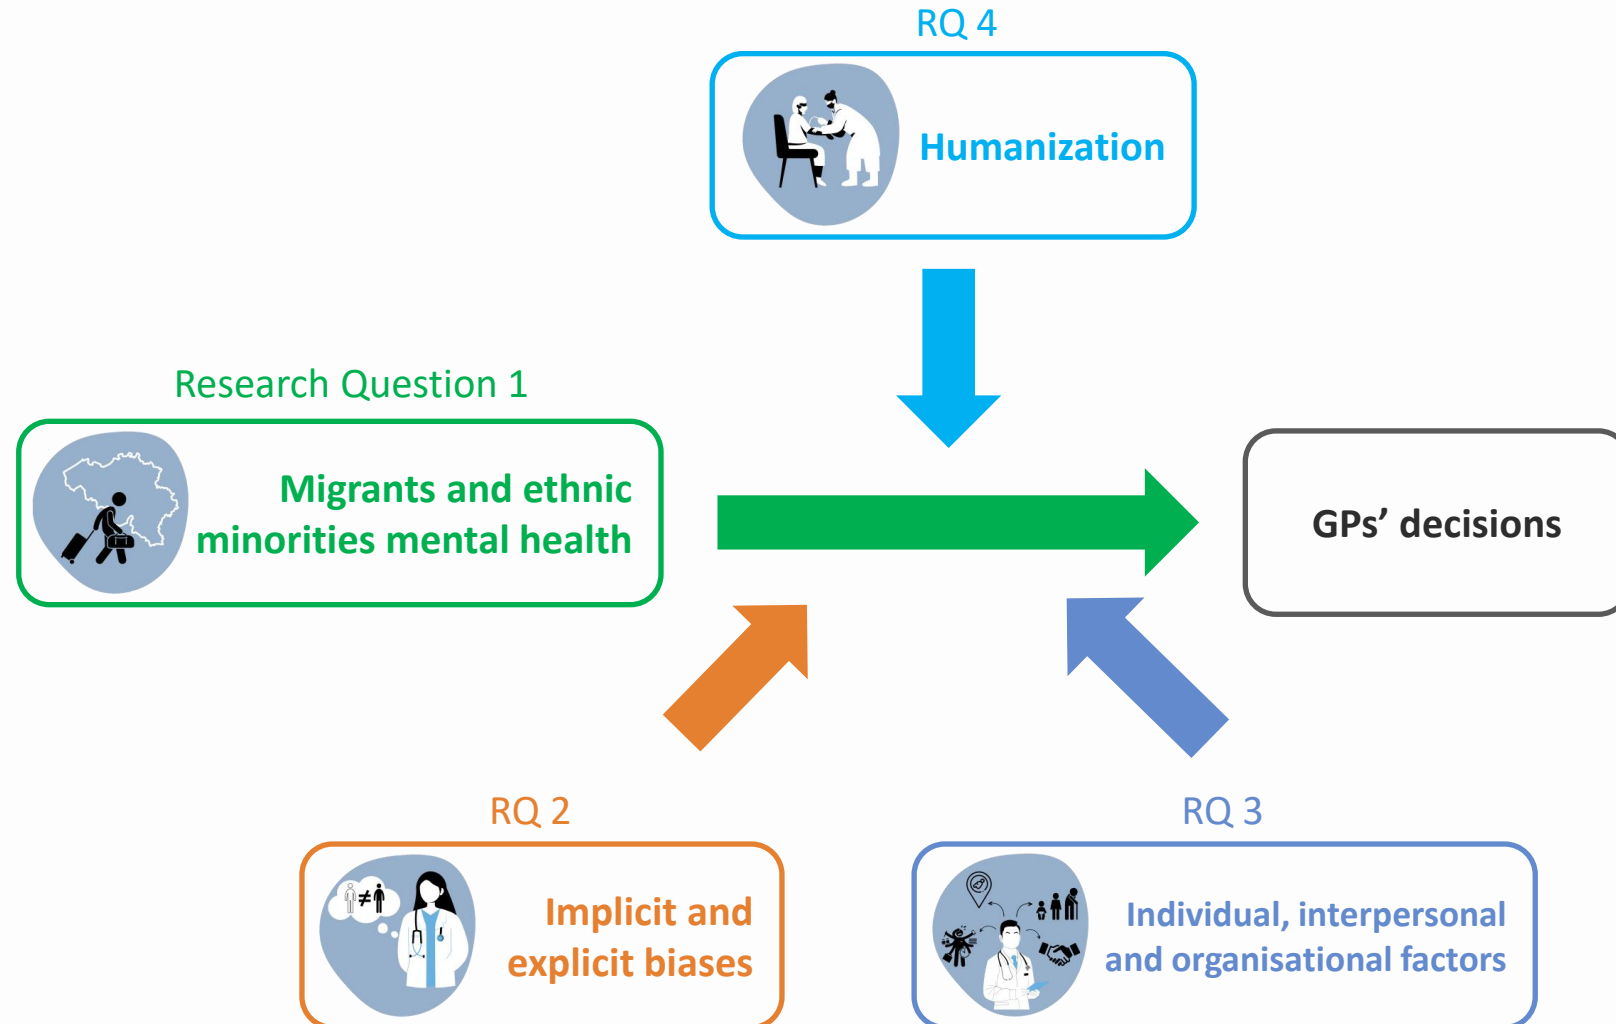 RQ 4
Humanization
Research Question 1
Migrants and ethnic
minorities mental health
GPs’ decisions
RQ 2
Implicit and
explicit biases
RQ 3
Individual, interpersonal
and organisational factors